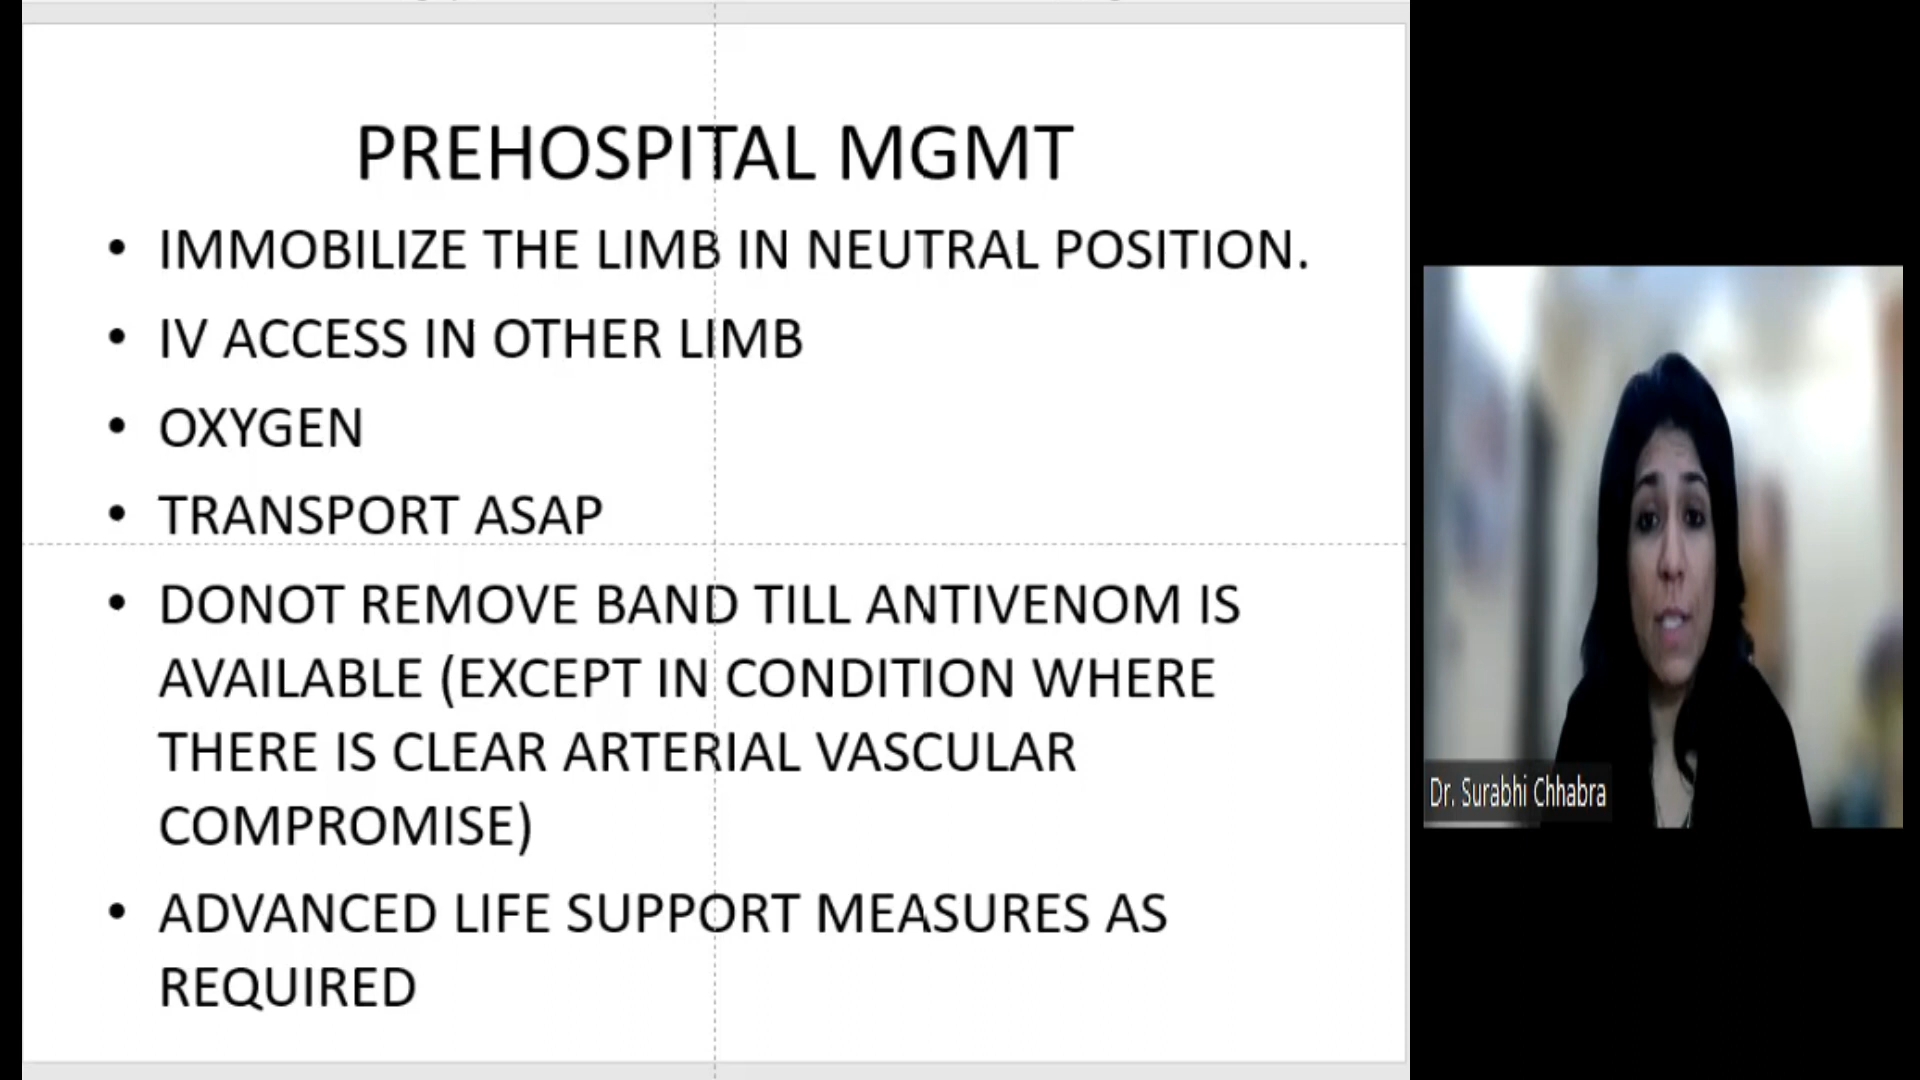 PREHOSPITAL MGMT
• IMMOBILIZE THE LIMB IN NEUTRAL POSITION.
• IV ACCESS IN OTHER LIMB
• OXYGEN
• TRANSPORT ASAP
• DONOT REMOVE BAND TILL ANTIVENOM IS
AVAILABLE (EXCEPT IN CONDITION WHERE
THERE IS CLEAR ARTERIAL VASCULAR
COMPROMISE)
• ADVANCED LIFE SUPPORT MEASURES AS
REQUIRED
Dr. Surabhi Chhabra